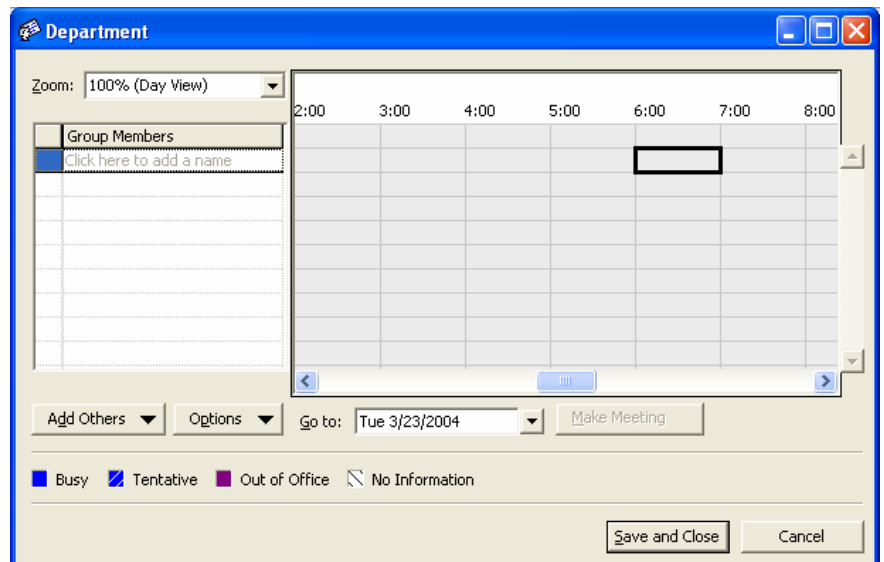 Department
Zoom: 100% (Day View)
2:00 3:00 4:00 5:00 6:00 7:00 8:00
Group Members
Click here to add a name
Add Others Options Go to: Tue 3/23/2004 Make Meeting
Busy Tentative Out of Office No Information
Save and Close Cancel